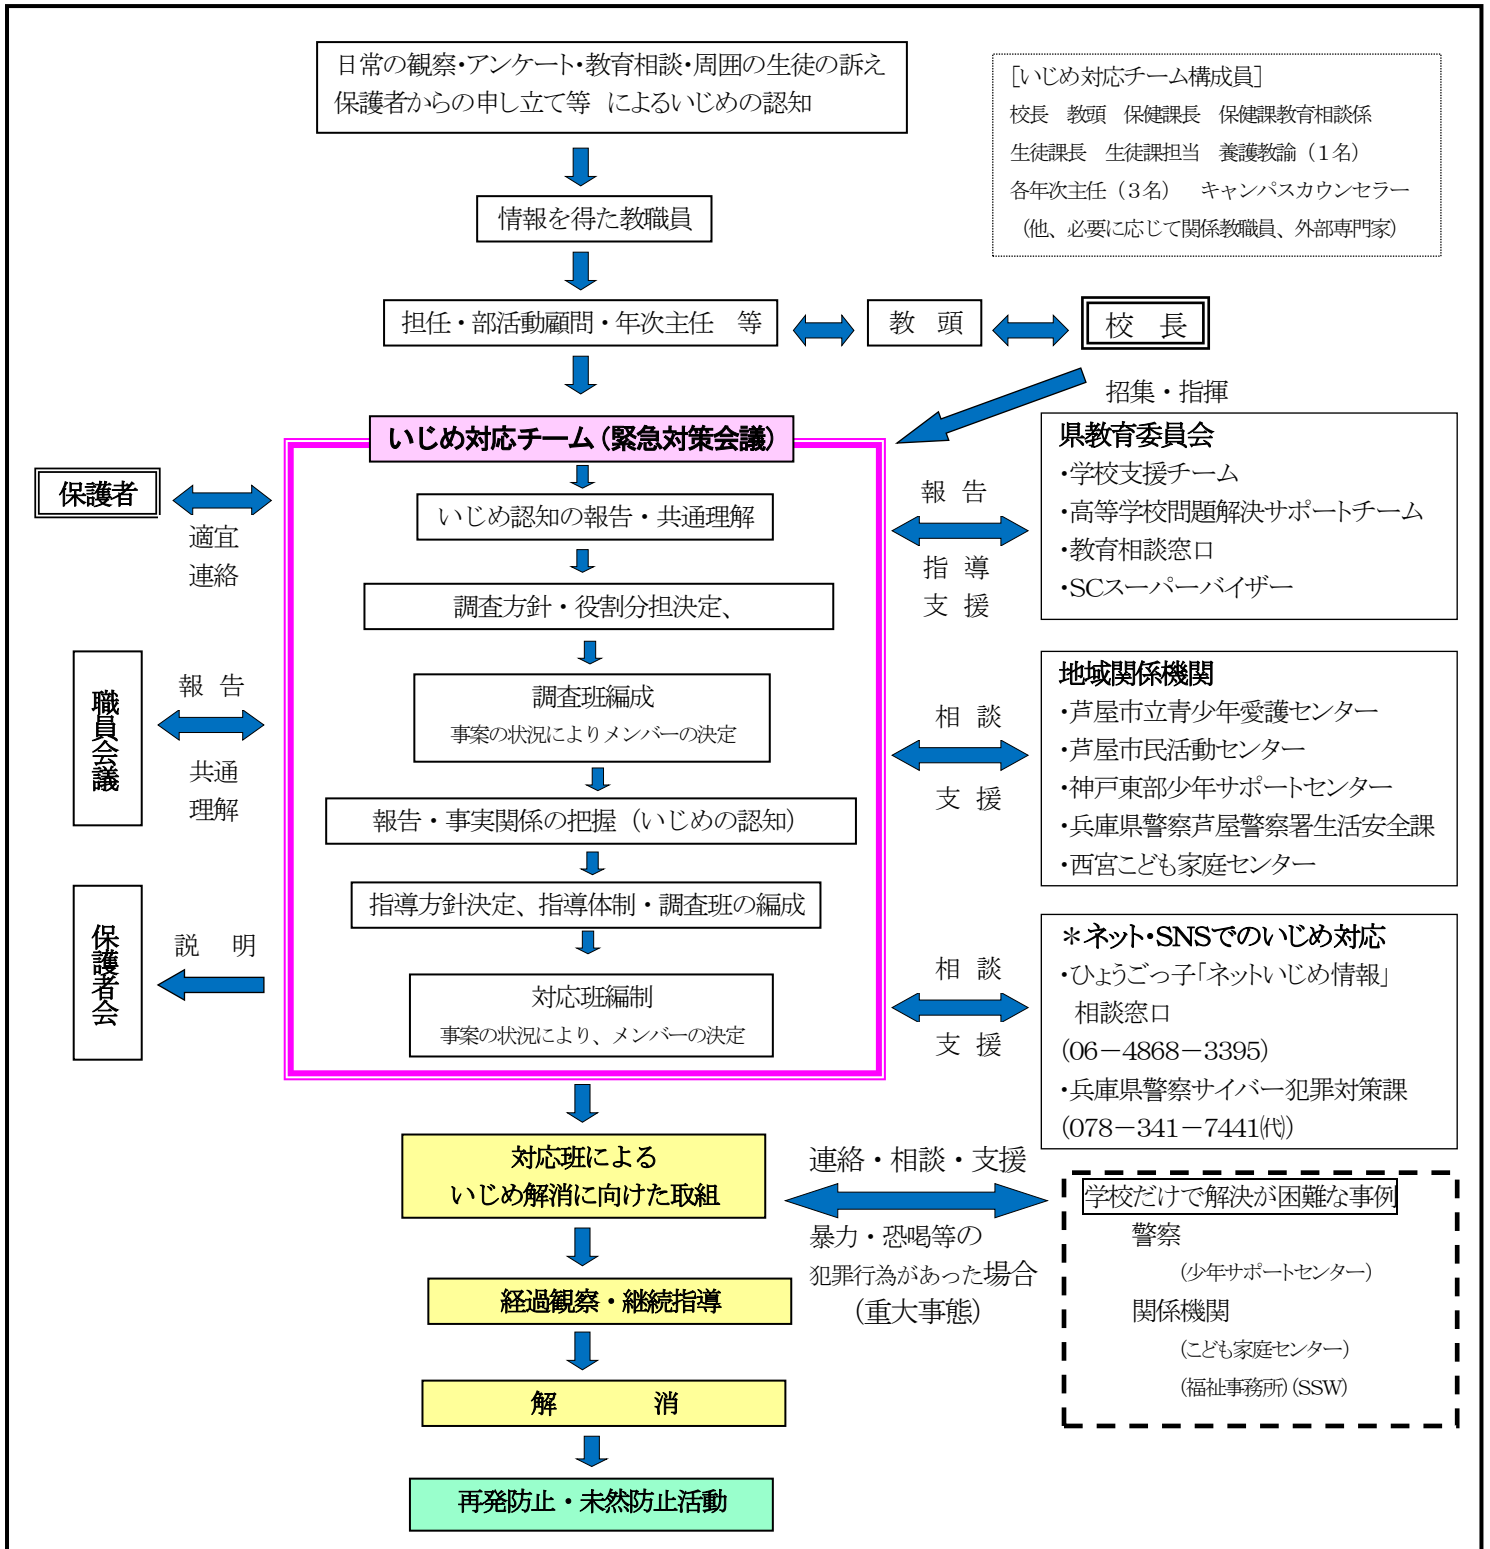 日常の観察・アンケート・教育相談・周囲の生徒の訴え
保護者からの申し立て等 によるいじめの認知
[いじめ対応チーム構成員]
校長 教頭 保健課長 保健課教育相談係
生徒課長 生徒課担当 養護教諭（1名）
各年次主任（3名） キャンパスカウンセラー
（他、必要に応じて関係教職員、外部専門家）
情報を得た教職員
担任・部活動顧問・年次主任 等
教 頭
校 長
招集・指揮
いじめ対応チーム（緊急対策会議）
いじめ認知の報告・共通理解
調査方針・役割分担決定、
調査班編成
事案の状況によりメンバーの決定
報告・事実関係の把握（いじめの認知）
指導方針決定、指導体制・調査班の編成
対応班編制
事案の状況により、メンバーの決定
保護者
適宜
連絡
職員会議
報 告
共通
理解
保護者会
説 明
報 告
指 導
支 援
県教育委員会
・学校支援チーム
・高等学校問題解決サポートチーム
・教育相談窓口
・SCスーパーバイザー
相 談
支 援
地域関係機関
・芦屋市立青少年愛護センター
・芦屋市民活動センター
・神戸東部少年サポートセンター
・兵庫県警察芦屋警察署生活安全課
・西宮こども家庭センター
相 談
支 援
＊ネット・SNSでのいじめ対応
・ひょうごっ子「ネットいじめ情報」
相談窓口
(06－4868－3395)
・兵庫県警察サイバー犯罪対策課
(078－341－7441㈹)
対応班による
いじめ解消に向けた取組
連絡・相談・支援
暴力・恐喝等の
犯罪行為があった場合
（重大事態）
学校だけで解決が困難な事例
警察
（少年サポートセンター）
関係機関
（こども家庭センター）
（福祉事務所）（SSW）
経過観察・継続指導
解 消
再発防止・未然防止活動